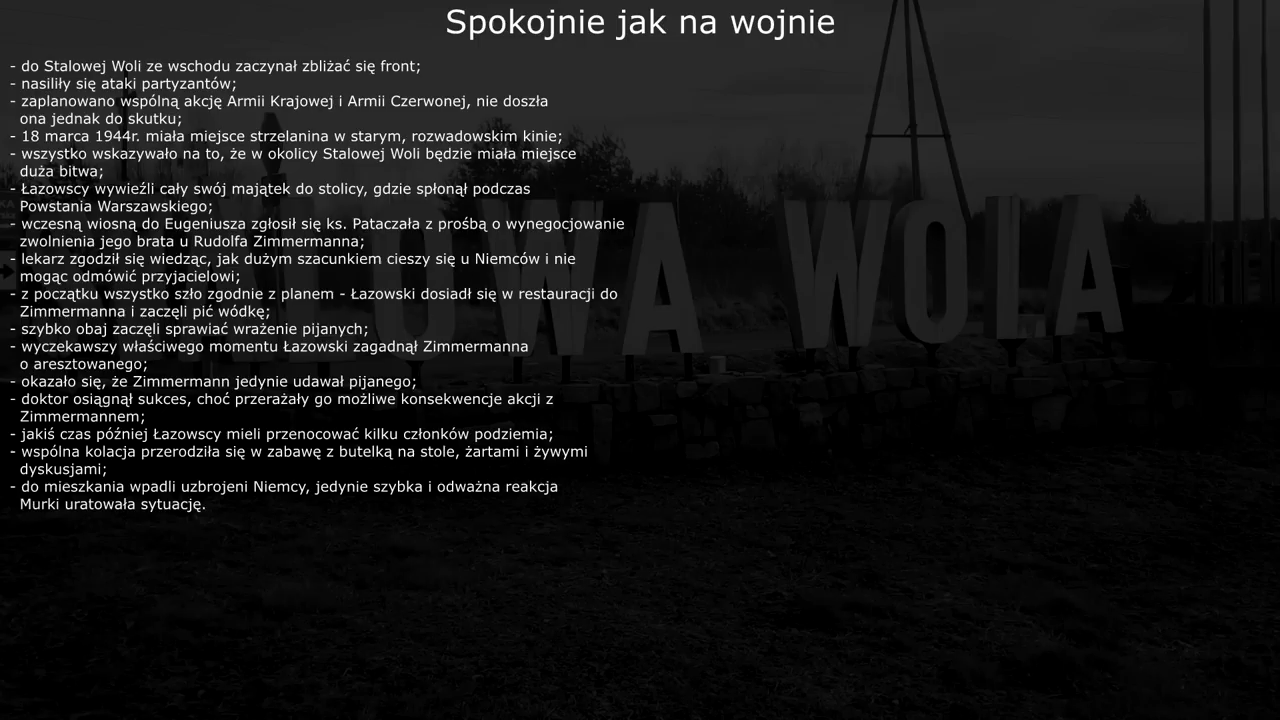 Spokojnie jak na wojnie
- do Stalowej Woli ze wschodu zaczynał zbliżać się front;
- nasiliły się ataki partyzantów;
- zaplanowano wspólną akcję Armii Krajowej i Armii Czerwonej, nie doszła
ona jednak do skutku;
- 18 marca 1944r. miała miejsce strzelanina w starym, rozwadowskim kinie;
- wszystko wskazywało na to, że w okolicy Stalowej Woli będzie miała miejsce
duża bitwa;
- Łazowscy wywieźli cały swój majątek do stolicy, gdzie spłonął podczas
Powstania Warszawskiego;
- wczesną wiosną do Eugeniusza zgłosił się ks. Pataczała z prośbą o wynegocjowanie
zwolnienia jego brata u Rudolfa Zimmermanna;
- lekarz zgodził się wiedząc, jak dużym szacunkiem cieszy się u Niemców i nie
mogąc odmówić przyjacielowi;
- z początku wszystko szło zgodnie z planem - Łazowski dosiadł się w restauracji do
Zimmermanna i zaczęli pić wódkę;
- szybko obaj zaczęli sprawiać wrażenie pijanych;
- wyczekawszy właściwego momentu Łazowski zagadnął Zimmermanna
o aresztowanego;
- okazało się, że Zimmermann jedynie udawał pijanego;
- doktor osiągnął sukces, choć przerażały go możliwe konsekwencje akcji z
Zimmermannem;
- jakiś czas później Łazowscy mieli przenocować kilku członków podziemia;
- wspólna kolacja przerodziła się w zabawę z butelką na stole, żartami i żywymi
dyskusjami;
- do mieszkania wpadli uzbrojeni Niemcy, jedynie szybka i odważna reakcja
Murki uratowała sytuację.
STALOWA WOLA